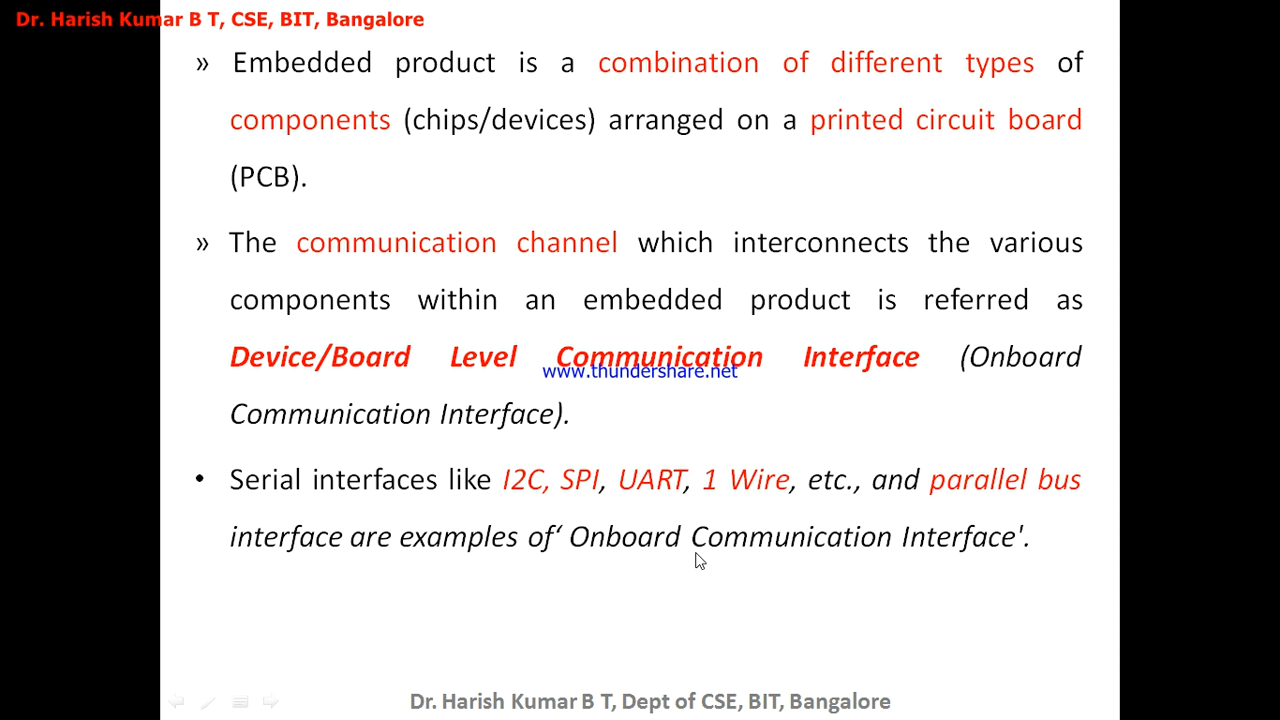 Dr. Harish Kumar B T, CSE, BIT, Bangalore
» Embedded product is a combination of different types of
components (chips/devices) arranged on a printed circuit board
(PCB).
» The communication channel which interconnects the various
components within an embedded product is referred as
Device/Board Level Communication Interface (Onboard
www.thundershare.net
Communication Interface).
• Serial interfaces like I2C, SPI, UART, 1 Wire, etc., and parallel bus
interface are examples of‘ Onboard Communication Interface'.
Dr. Harish Kumar B T, Dept of CSE, BIT, Bangalore